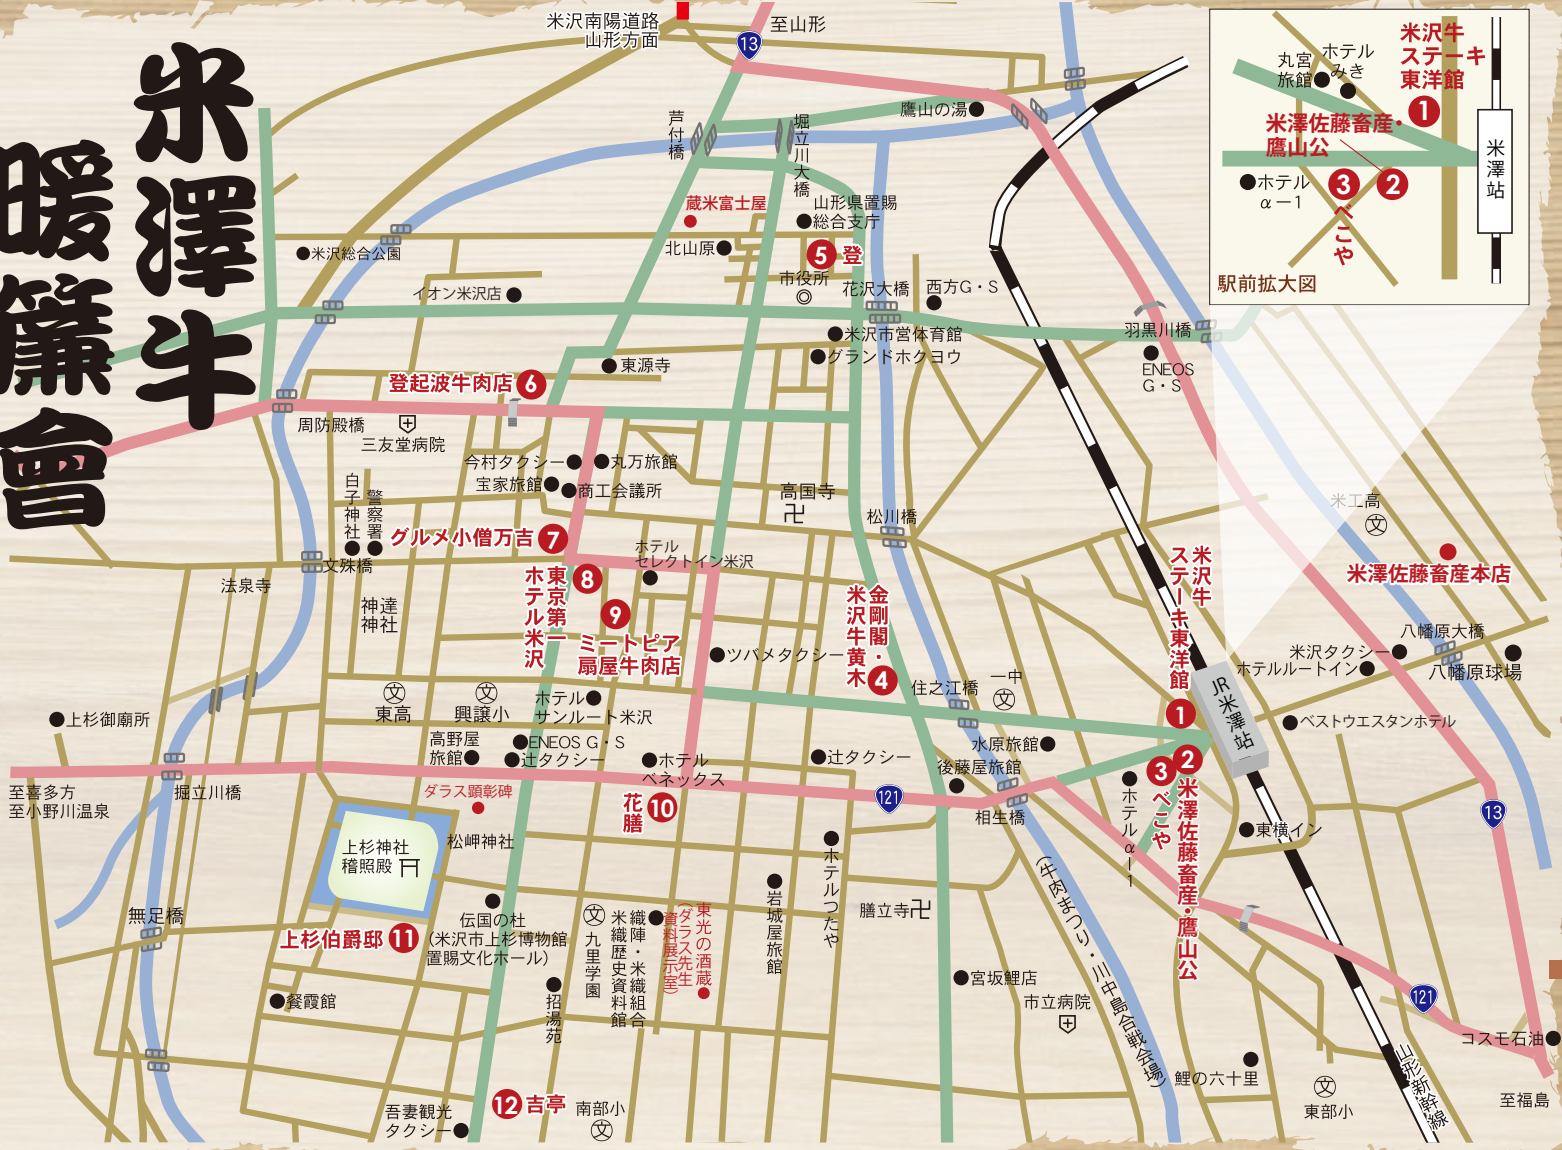 米澤牛
暖簾會
米沢南陽道路
山形方面
至山形
13
鷹山の湯
芦付橋
堀立川大橋
蔵米富士屋
山形県置賜
総合支庁
北山原
5 登
市役所
米沢総合公園
イオン米沢店
花沢大橋
西方G・S
米沢市営体育館
グランドホクヨウ
羽黒川橋
ENEOS
G・S
東源寺
登起波牛肉店 6
周防殿橋
三友堂病院
今村タクシー
丸万旅館
宝家旅館
商工会議所
白子神社
警察署
高国寺
松川橋
グルメ小僧万吉 7
ホテル
セレクトイン米沢
文殊橋
法泉寺
神達
神社
8
東京第一
ホテル米沢
9
ミートピア
扇屋牛肉店
ツバメタクシー
金剛閣・
米沢牛黄木
4
住之江橋
一中
文
米沢牛
ステーキ東洋館
1
JR米澤站
米工高
文
米澤佐藤畜産本店
八幡原大橋
米沢タクシー
ホテルルートイン
八幡原球場
ベストウエスタンホテル
上杉御廟所
文
東高
文
興譲小
ホテル
サンルート米沢
高野屋
旅館
ENEOS G・S
辻タクシー
ホテル
ベネックス
辻タクシー
水原旅館
後藤屋旅館
2
米澤佐藤畜産・鷹山公
3
べこや
ホテルα－1
至喜多方
至小野川温泉
掘立川橋
ダラス顕彰碑
花膳
10
121
相生橋
東横イン
13
上杉神社
稽照殿
松岬神社
ホテルつたや
岩城屋旅館
膳立寺
無足橋
上杉伯爵邸 11
伝国の杜
(米沢市上杉博物館
置賜文化ホール)
文
九里学園
織陣・米織組合
米織歴史資料館
東光の酒蔵
(ダラス先生
資料展示室)
(牛肉まつり・川中島合戦会場)
餐霞館
招湯苑
宮坂鯉店
市立病院
121
コスモ石油
鯉の六十里
文
東部小
山形新幹線
至福島
吾妻観光
タクシー
12 吉亭
南部小
文
米沢牛
ステーキ
東洋館
1
丸宮
旅館
ホテル
みき
米澤佐藤畜産・
鷹山公
米澤站
ホテル
α－1
3
2
べこや
駅前拡大図